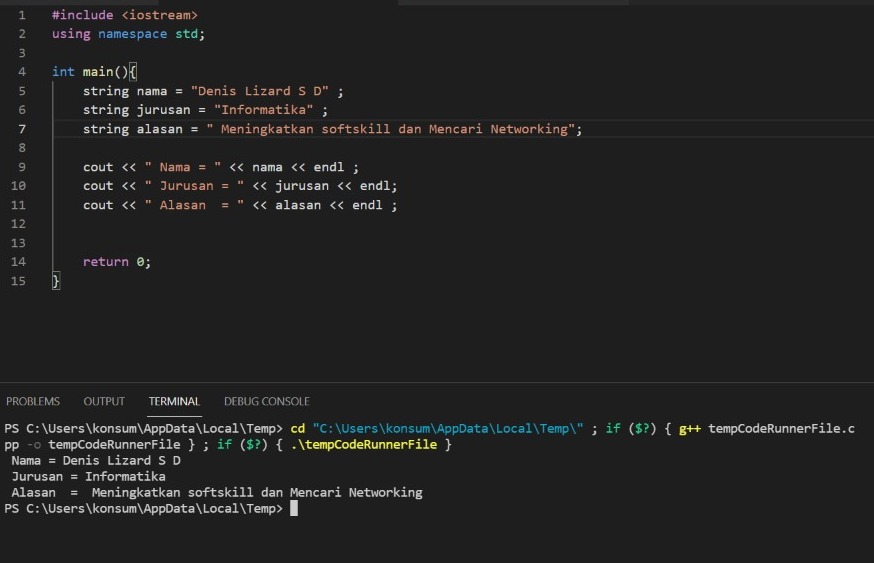 1 #include <iostream>
2 using namespace std;
3
4 int main(){
5     string nama = "Denis Lizard S D" ;
6     string jurusan = "Informatika" ;
7     string alasan = " Meningkatkan softskill dan Mencari Networking";
8
9     cout << " Nama = " << nama << endl ;
10     cout << " Jurusan = " << jurusan << endl;
11     cout << " Alasan  = " << alasan << endl ;
12
13
14     return 0;
15 }
PROBLEMS OUTPUT TERMINAL DEBUG CONSOLE
PS C:\Users\konsum\AppData\Local\Temp> cd "C:\Users\konsum\AppData\Local\Temp\" ; if ($?) { g++ tempCodeRunnerFile.c
pp -o tempCodeRunnerFile } ; if ($?) { .\tempCodeRunnerFile }
 Nama = Denis Lizard S D
 Jurusan = Informatika
 Alasan  =  Meningkatkan softskill dan Mencari Networking
PS C:\Users\konsum\AppData\Local\Temp>